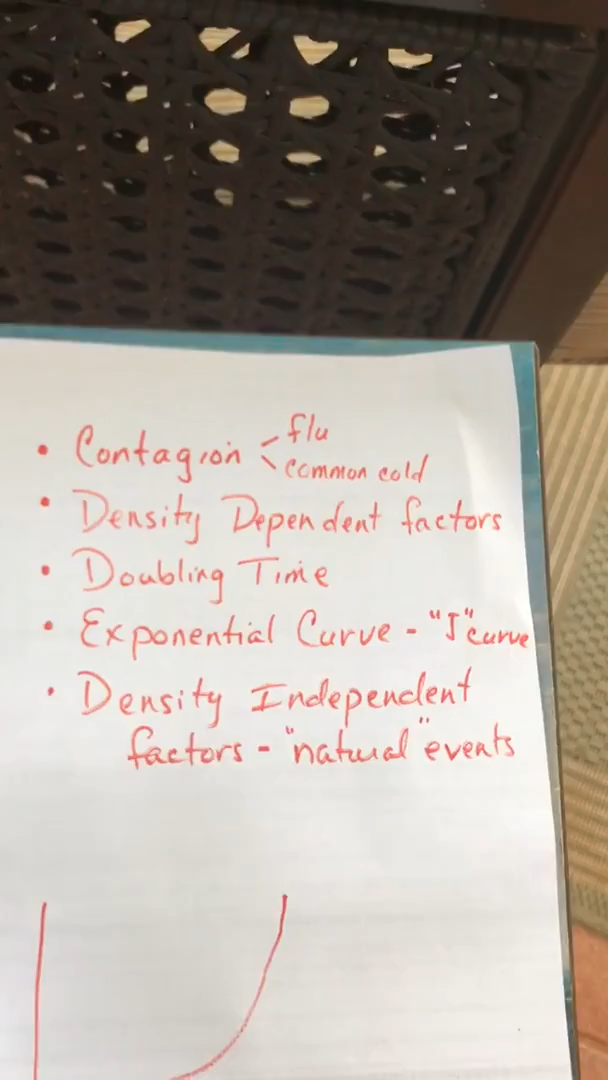 • Contagion < flu
common cold
• Density Dependent factors
• Doubling Time
• Exponential Curve - "J" curve
• Density Independent
factors - "natural" events